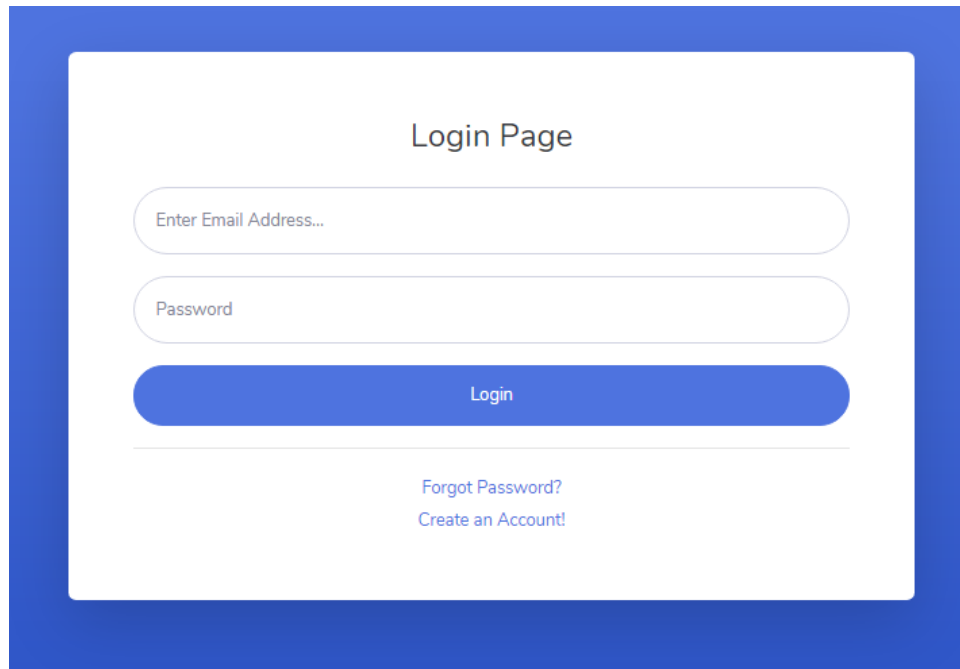 Login Page
Enter Email Address...
Password
Login
Forgot Password?
Create an Account!